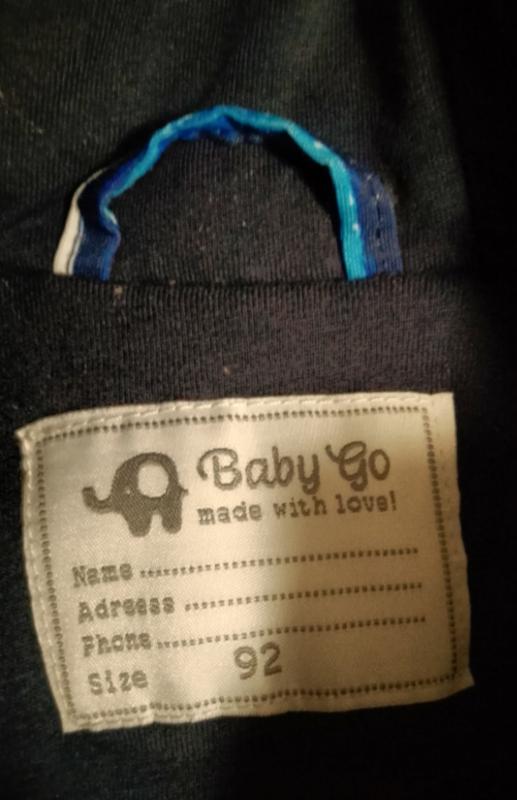 Baby Go
made with love!
Name
Adreess
Phone
Size 92